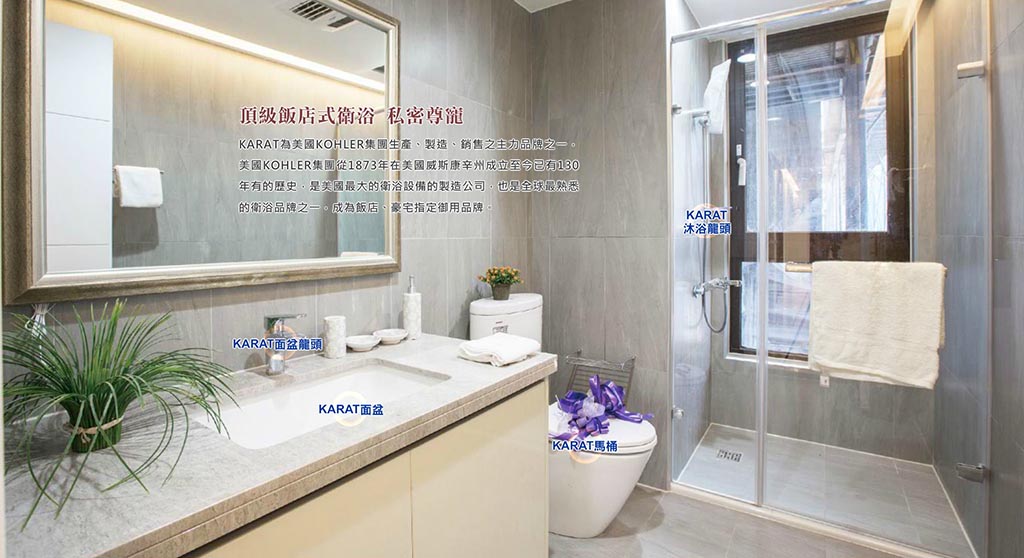 頂級飯店式衛浴 私密尊寵
KARAT為美國KOHLER集團生產、製造、銷售之主力品牌之一。
美國KOHLER集團從1873年在美國威斯康辛州成立至今已有130
年有的歷史，是美國最大的衛浴設備的製造公司，也是全球最熟悉
的衛浴品牌之一。成為飯店、豪宅指定御用品牌。
KARAT
沐浴龍頭
KARAT面盆龍頭
KARAT面盆
KARAT馬桶